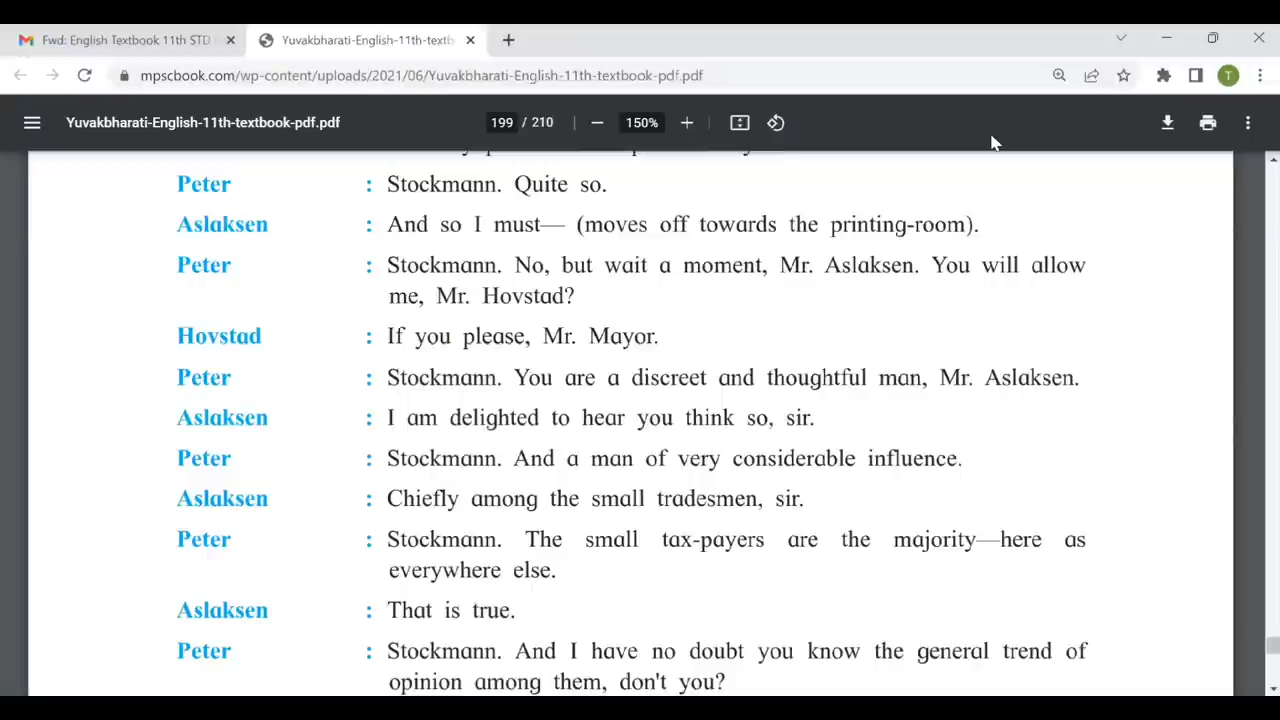 Fwd: English Textbook 11th STD
Yuvakbharati-English-11th-textb
mpscbook.com/wp-content/uploads/2021/06/Yuvakbharati-English-11th-textbook-pdf.pdf
T
Yuvakbharati-English-11th-textbook-pdf.pdf
199 / 210
150%
Peter : Stockmann. Quite so.
Aslaksen : And so I must— (moves off towards the printing-room).
Peter : Stockmann. No, but wait a moment, Mr. Aslaksen. You will allow
me, Mr. Hovstad?
Hovstad : If you please, Mr. Mayor.
Peter : Stockmann. You are a discreet and thoughtful man, Mr. Aslaksen.
Aslaksen : I am delighted to hear you think so, sir.
Peter : Stockmann. And a man of very considerable influence.
Aslaksen : Chiefly among the small tradesmen, sir.
Peter : Stockmann. The small tax-payers are the majority—here as
everywhere else.
Aslaksen : That is true.
Peter : Stockmann. And I have no doubt you know the general trend of
opinion among them, don't you?